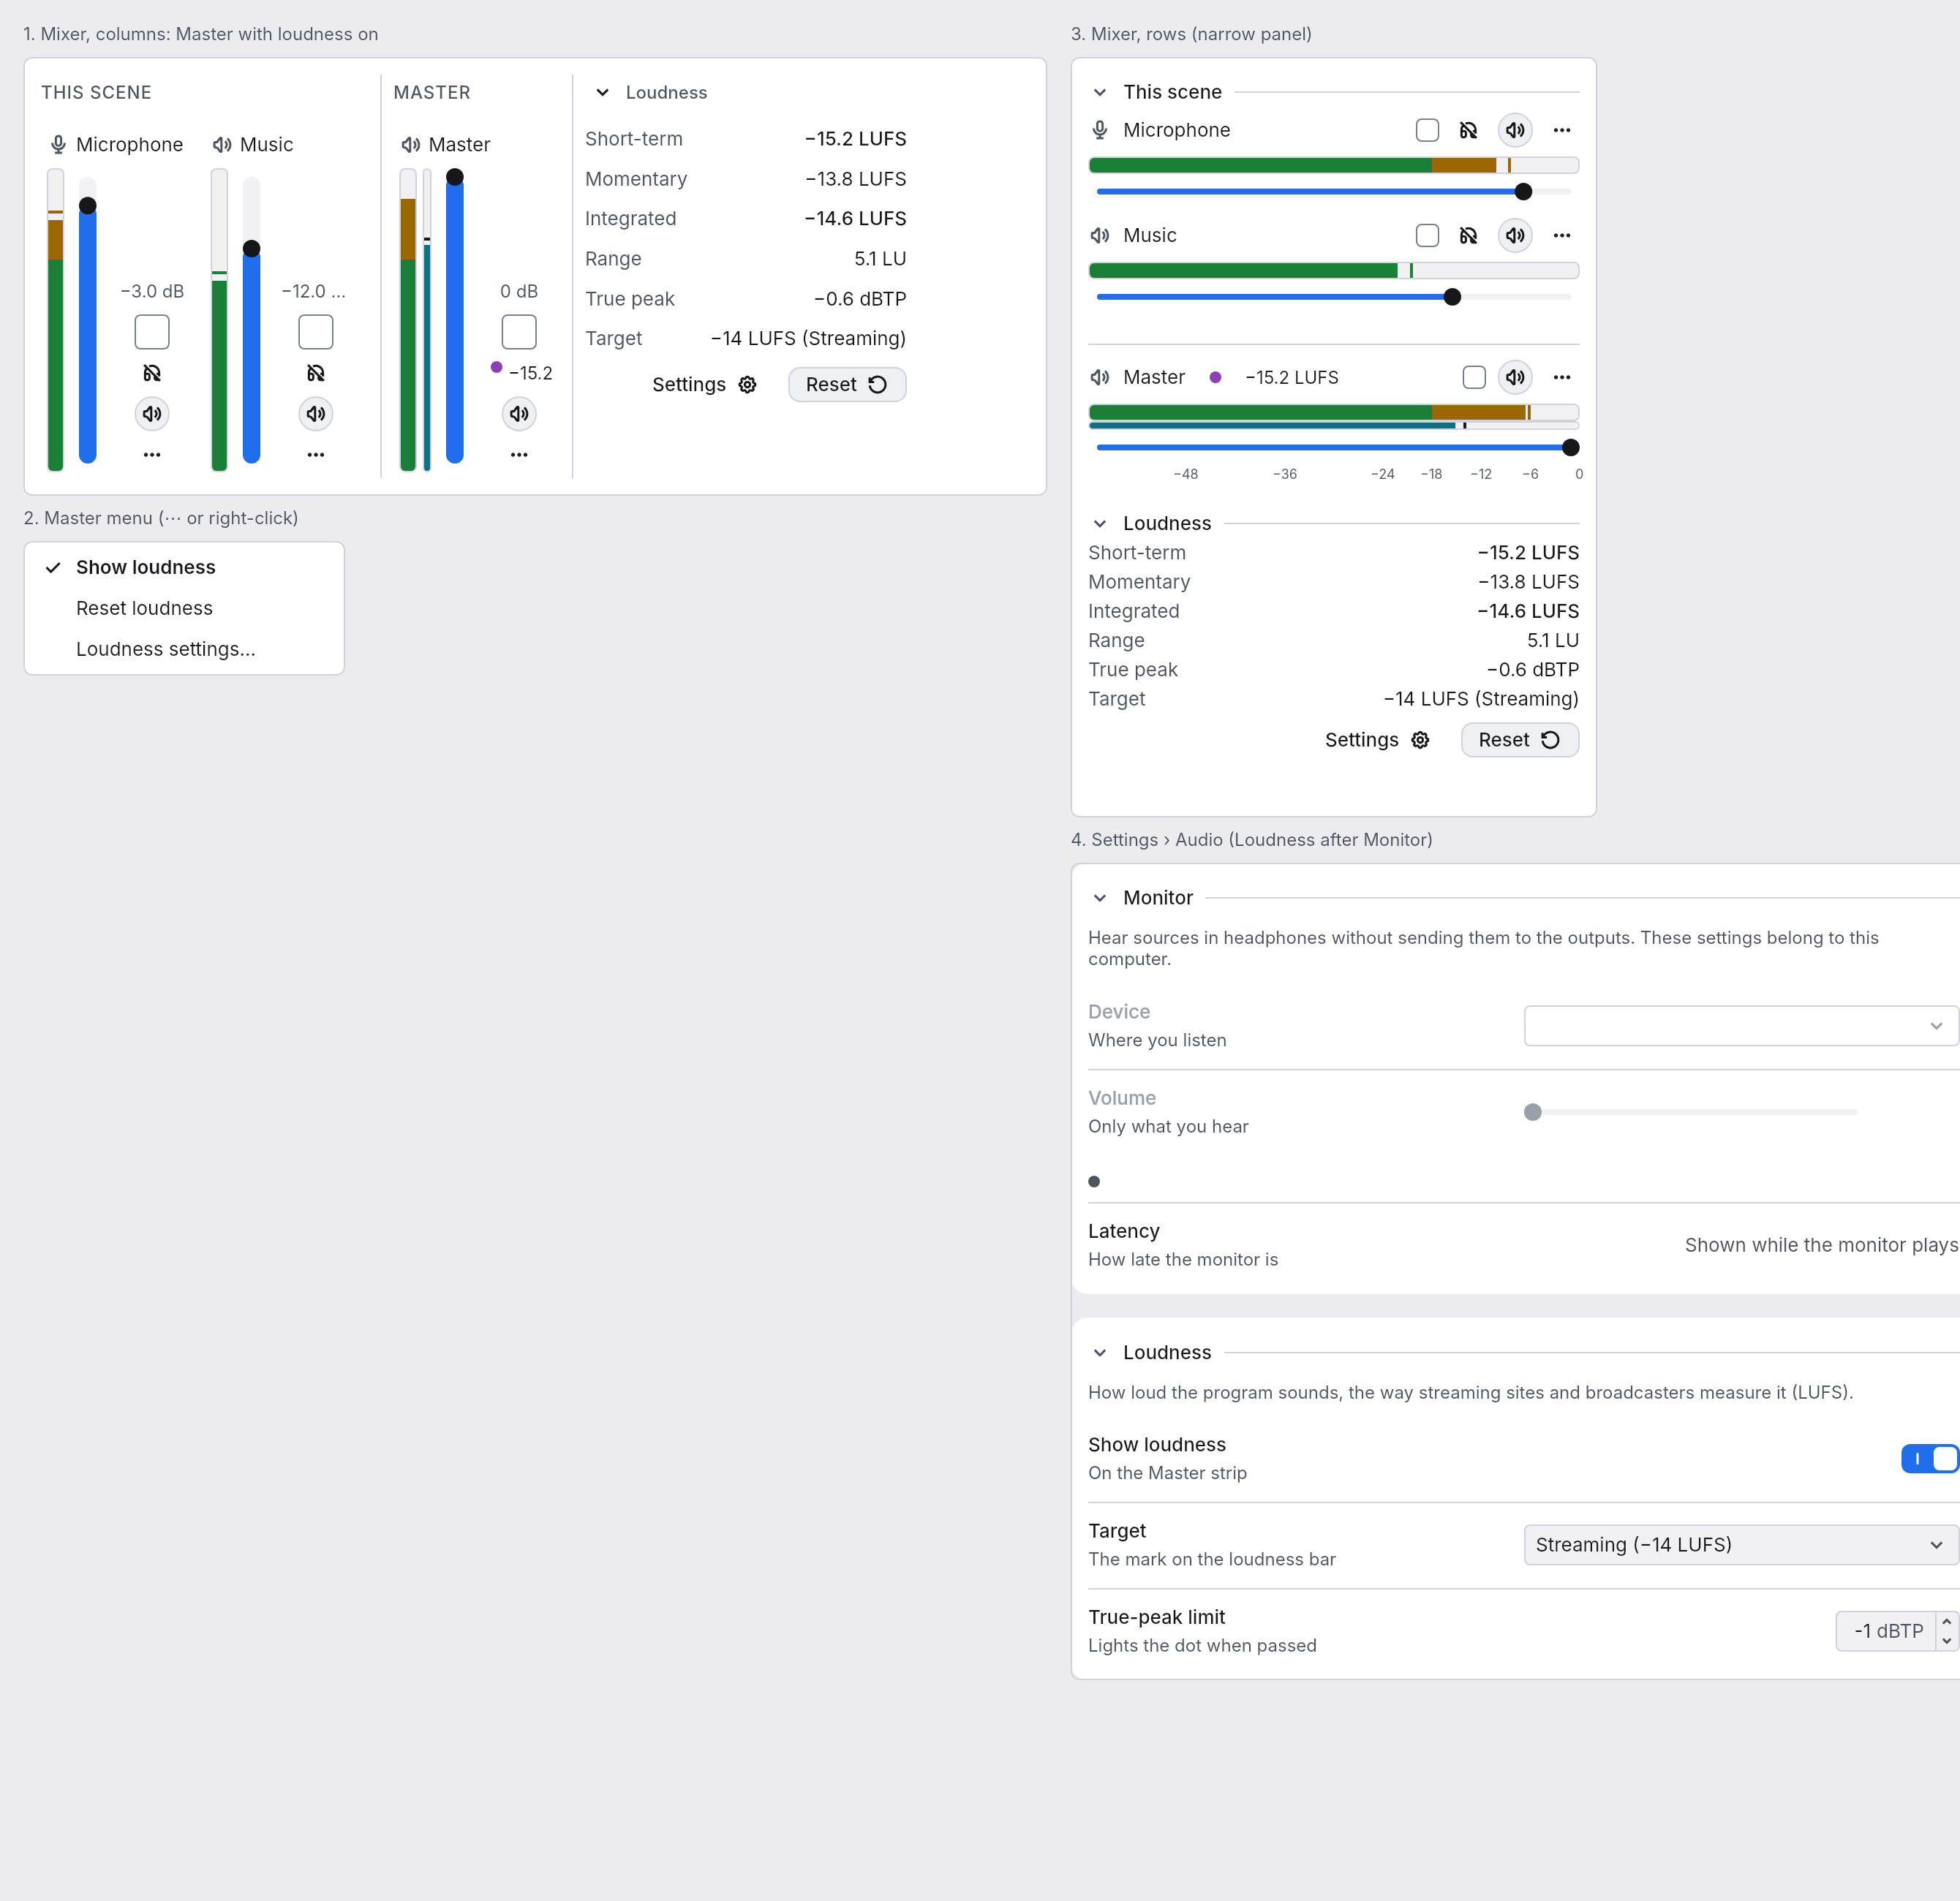 1. Mixer, columns: Master with loudness on
THIS SCENE
MASTER
Loudness
Microphone
Music
Master
−3.0 dB
−12.0 ...
0 dB
−15.2
Short-term
−15.2 LUFS
Momentary
−13.8 LUFS
Integrated
−14.6 LUFS
Range
5.1 LU
True peak
−0.6 dBTP
Target
−14 LUFS (Streaming)
Settings
Reset
2. Master menu (⋯ or right-click)
Show loudness
Reset loudness
Loudness settings...
3. Mixer, rows (narrow panel)
This scene
Microphone
Music
Master
−15.2 LUFS
−48
−36
−24
−18
−12
−6
0
Loudness
Short-term
−15.2 LUFS
Momentary
−13.8 LUFS
Integrated
−14.6 LUFS
Range
5.1 LU
True peak
−0.6 dBTP
Target
−14 LUFS (Streaming)
Settings
Reset
4. Settings › Audio (Loudness after Monitor)
Monitor
Hear sources in headphones without sending them to the outputs. These settings belong to this
computer.
Device
Where you listen
Volume
Only what you hear
Latency
How late the monitor is
Shown while the monitor plays
Loudness
How loud the program sounds, the way streaming sites and broadcasters measure it (LUFS).
Show loudness
On the Master strip
Target
The mark on the loudness bar
Streaming (−14 LUFS)
True-peak limit
Lights the dot when passed
-1 dBTP